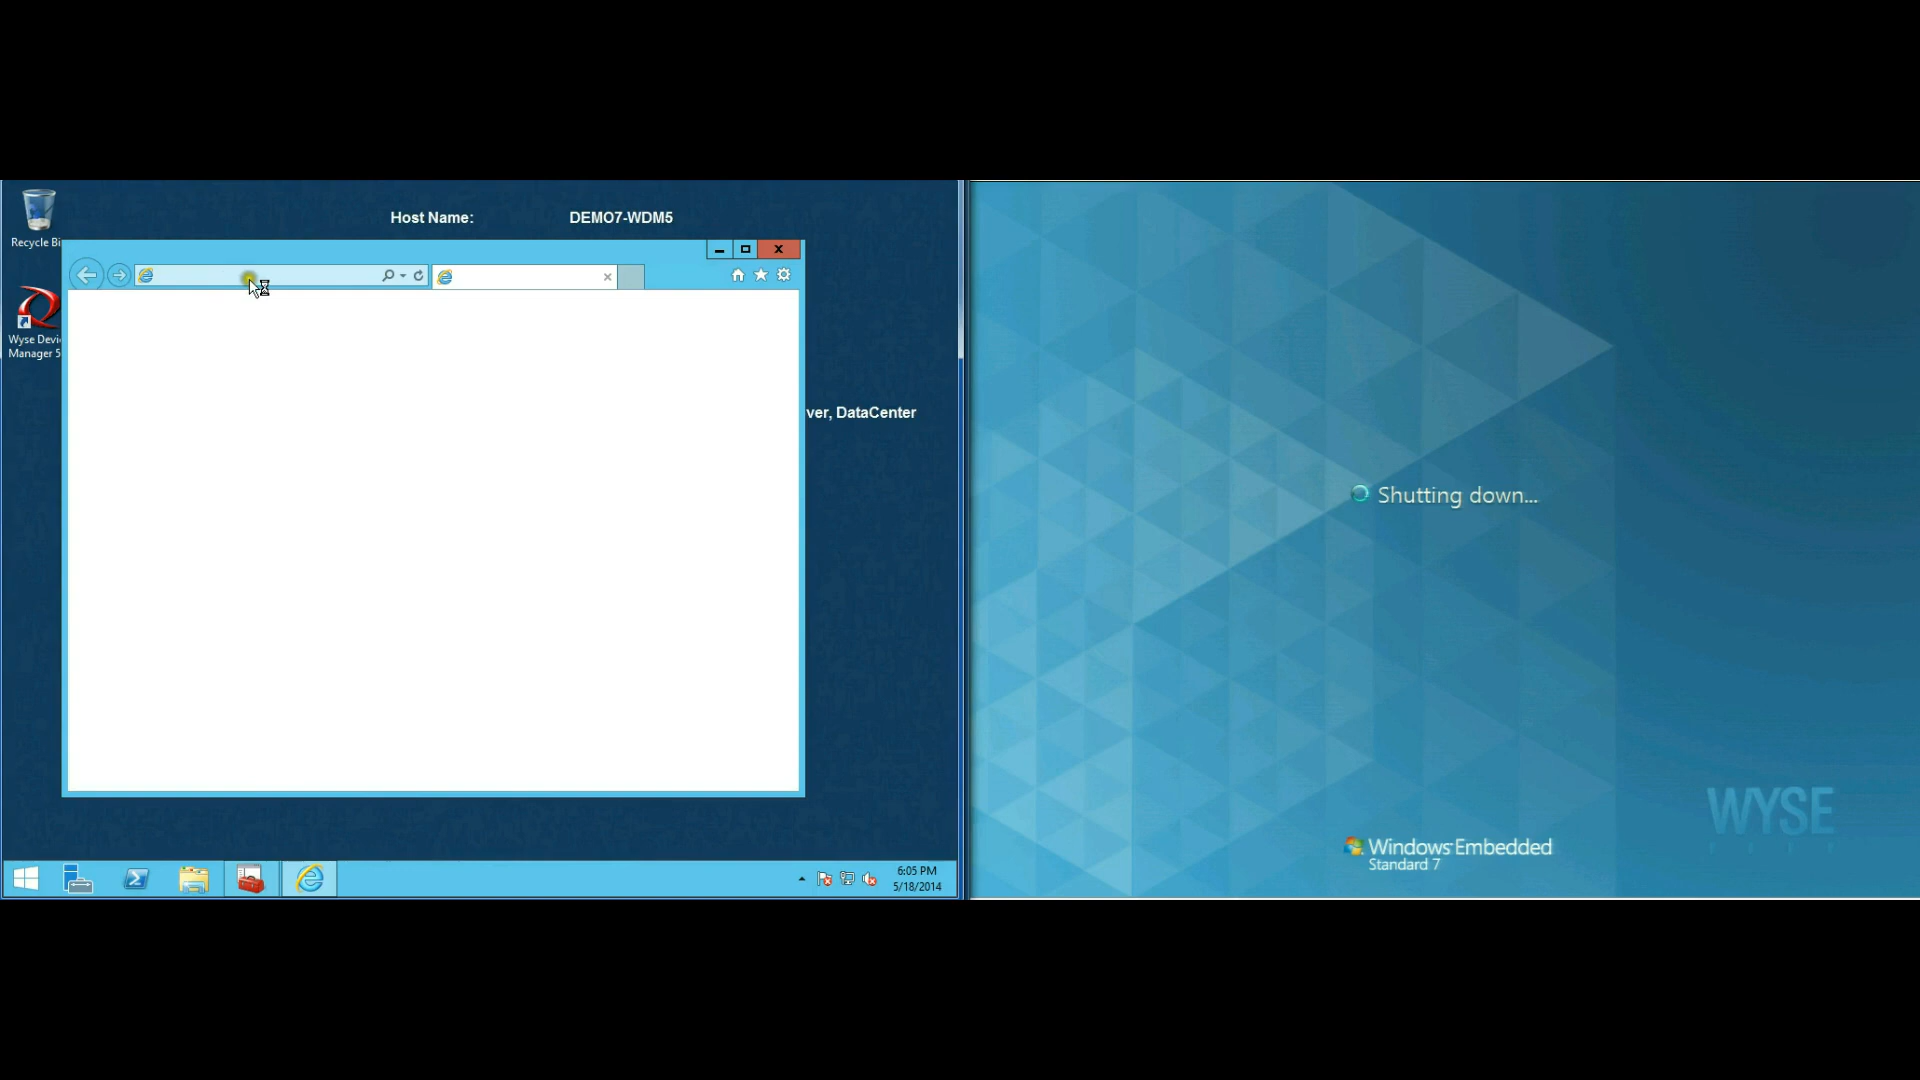 Host Name: DEMO7-WDM5
Recycle Bi
Wyse Devi
Manager 5
ver, DataCenter
6:05 PM
5/18/2014
Shutting down...
WYSE
Windows Embedded
Standard 7